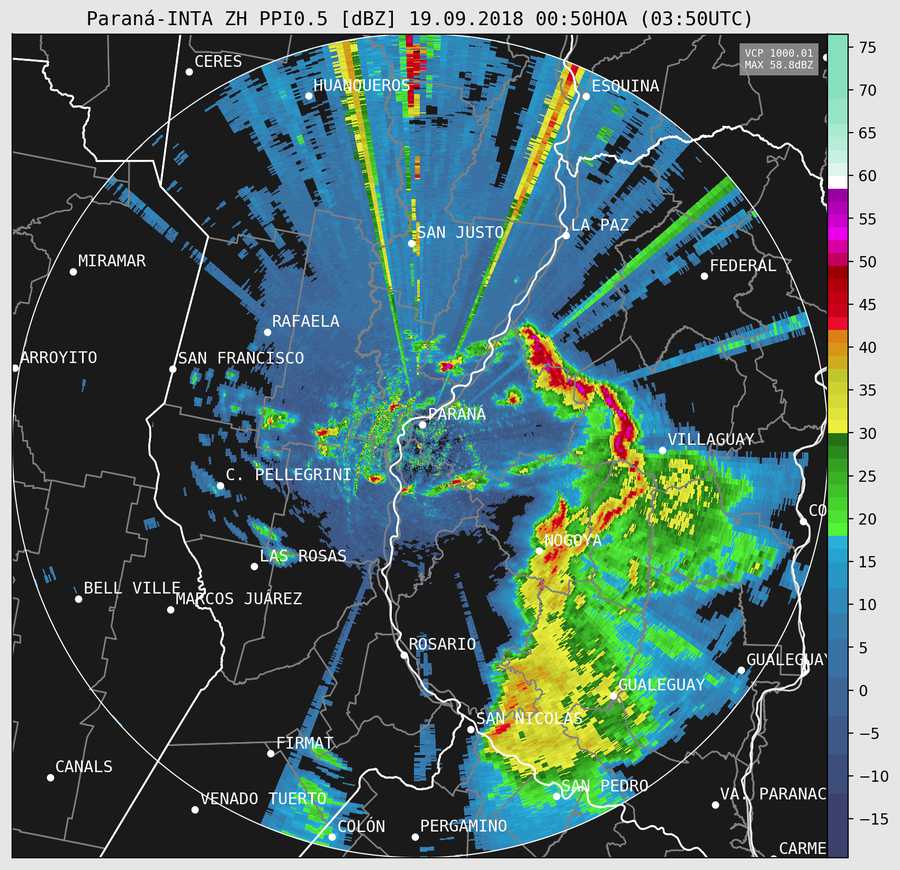 Paraná-INTA ZH PPI0.5 [dBZ] 19.09.2018 00:50HOA (03:50UTC)
VCP 1000.01
MAX 58.8dBZ
CERES
HUANQUEROS
ESQUINA
SAN JUSTO
LA PAZ
MIRAMAR
FEDERAL
RAFAELA
ARROYITO
SAN FRANCISCO
PARANÁ
VILLAGUAY
C. PELLEGRINI
CO
NOGOYA
LAS ROSAS
BELL VILLE
MARCOS JUÁREZ
ROSARIO
GUALEGUAY
GUALEGUAY
SAN NICOLAS
FIRMAT
CANALS
SAN PEDRO
VENADO TUERTO
VA. PARANAC
COLÓN
PERGAMINO
CARME
75
70
65
60
55
50
45
40
35
30
25
20
15
10
5
0
−5
−10
−15